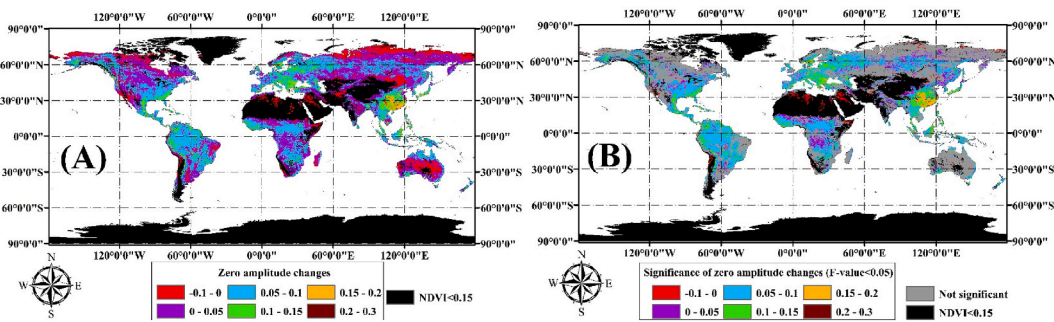 120°0'0"W 60°0'0"W 0°0'0" 60°0'0"E 120°0'0"E
90°0'0"N 90°0'0"N
60°0'0"N 60°0'0"N
30°0'0"N 30°0'0"N
0°0'0" 0°0'0"
(A)
30°0'0"S 30°0'0"S
60°0'0"S 60°0'0"S
90°0'0"S 90°0'0"S
120°0'0"W 60°0'0"W 0°0'0" 60°0'0"E 120°0'0"E
N
W E
S
Zero amplitude changes
-0.1 - 0 0.05 - 0.1 0.15 - 0.2
0 - 0.05 0.1 - 0.15 0.2 - 0.3
NDVI<0.15
120°0'0"W 60°0'0"W 0°0'0" 60°0'0"E 120°0'0"E
90°0'0"N 90°0'0"N
60°0'0"N 60°0'0"N
30°0'0"N 30°0'0"N
0°0'0" 0°0'0"
(B)
30°0'0"S 30°0'0"S
60°0'0"S 60°0'0"S
90°0'0"S 90°0'0"S
120°0'0"W 60°0'0"W 0°0'0" 60°0'0"E 120°0'0"E
N
W E
S
Significance of zero amplitude changes (F-value<0.05)
-0.1 - 0 0.05 - 0.1 0.15 - 0.2
0 - 0.05 0.1 - 0.15 0.2 - 0.3
Not significant
NDVI<0.15